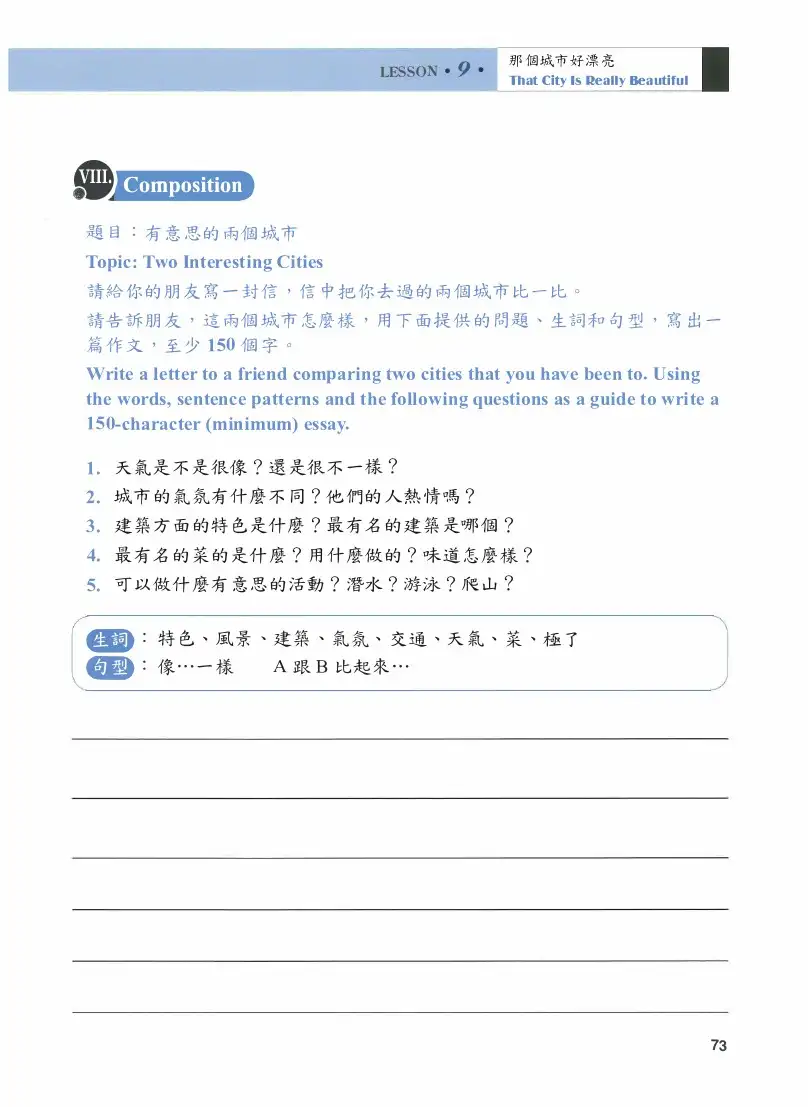 LESSON • 9 •
那個城市好漂亮
That City Is Really Beautiful
VIII. Composition
題目：有意思的兩個城市
Topic: Two Interesting Cities
請給你的朋友寫一封信，信中把你去過的兩個城市比一比。
請告訴朋友，這兩個城市怎麼樣，用下面提供的問題、生詞和句型，寫出一
篇作文，至少 150 個字。
Write a letter to a friend comparing two cities that you have been to. Using
the words, sentence patterns and the following questions as a guide to write a
150-character (minimum) essay.
1. 天氣是不是很像？還是很不一樣？
2. 城市的氣氛有什麼不同？他們的人熱情嗎？
3. 建築方面的特色是什麼？最有名的建築是哪個？
4. 最有名的菜的是什麼？用什麼做的？味道怎麼樣？
5. 可以做什麼有意思的活動？潛水？游泳？爬山？
生詞：特色、風景、建築、氣氛、交通、天氣、菜、極了
句型：像…一樣 A 跟 B 比起來…
73